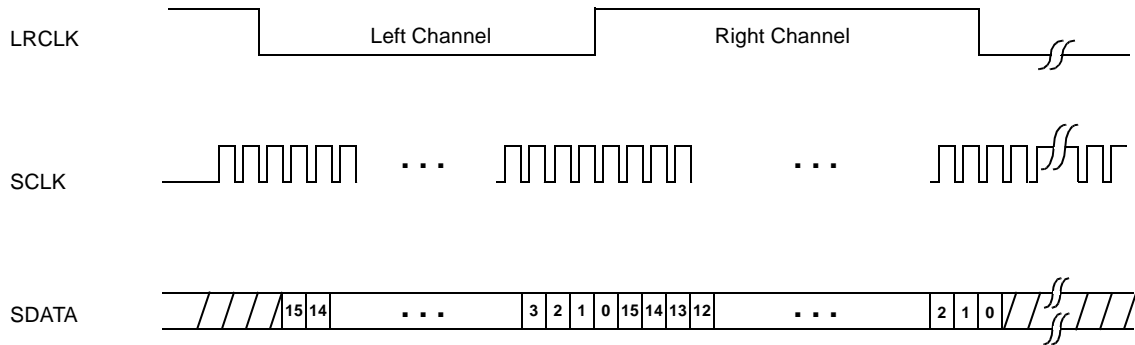 LRCLK Left Channel Right Channel
SCLK . . . . . .
SDATA 15 14 . . . 3 2 1 0 15 14 13 12 . . . 2 1 0